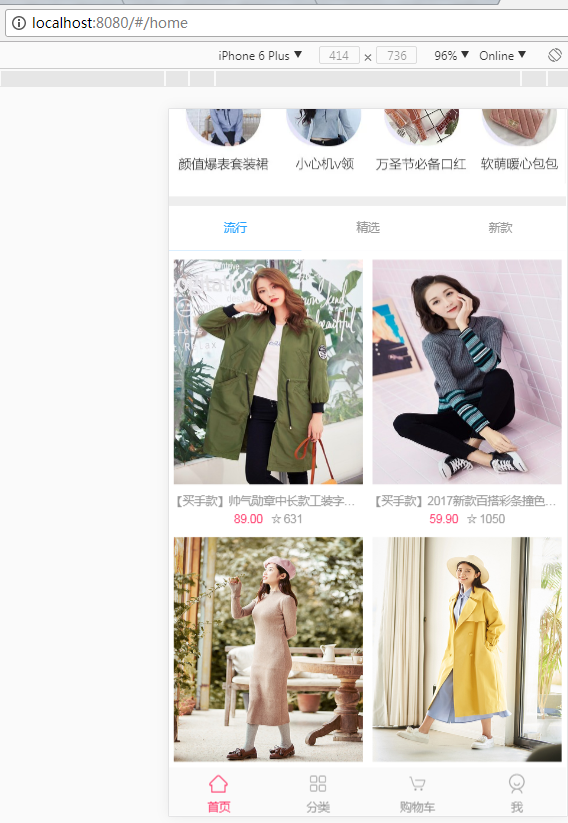 localhost:8080/#/home
iPhone 6 Plus ▼ 414 × 736 96% ▼ Online ▼
颜值爆表套装裙 小心机v领 万圣节必备口红 软萌暖心包包
流行 精选 新款
beautiful
【买手款】帅气勋章中长款工装字... 【买手款】2017新款百搭彩条撞色...
89.00 ☆631 59.90 ☆1050
首页 分类 购物车 我